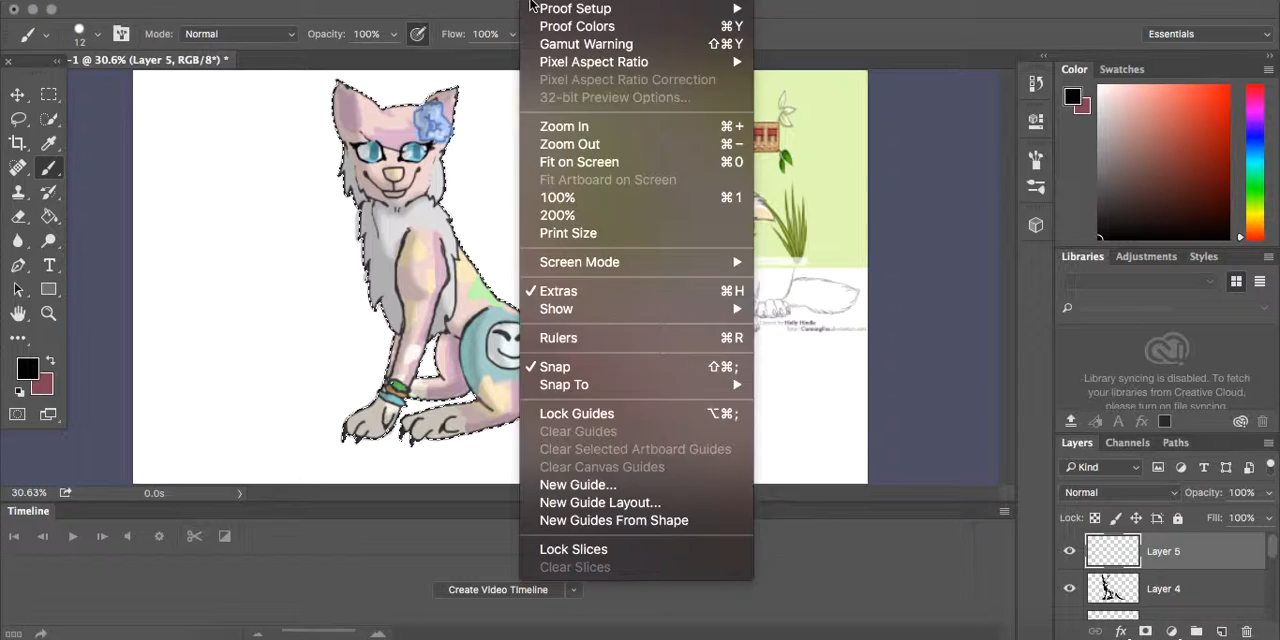 Proof Setup
Proof Colors ⌘Y
Gamut Warning ⇧⌘Y
Pixel Aspect Ratio
Pixel Aspect Ratio Correction
32-bit Preview Options...
Zoom In ⌘+
Zoom Out ⌘−
Fit on Screen ⌘0
Fit Artboard on Screen
100% ⌘1
200%
Print Size
Screen Mode
Extras ⌘H
Show
Rulers ⌘R
Snap ⇧⌘;
Snap To
Lock Guides ⌥⌘;
Clear Guides
Clear Selected Artboard Guides
Clear Canvas Guides
New Guide...
New Guide Layout...
New Guides From Shape
Lock Slices
Clear Slices
12 Mode: Normal Opacity: 100% Flow: 100%
Essentials
-1 @ 30.6% (Layer 5, RGB/8*) *
30.63% 0.0s
Timeline
Create Video Timeline
Color Swatches
Libraries Adjustments Styles
Library syncing is disabled. To
fetch your libraries from
Creative Cloud,
please turn on file syncing.
Layers Channels Paths
Kind
Normal Opacity: 100%
Lock: Fill: 100%
Layer 5
Layer 4